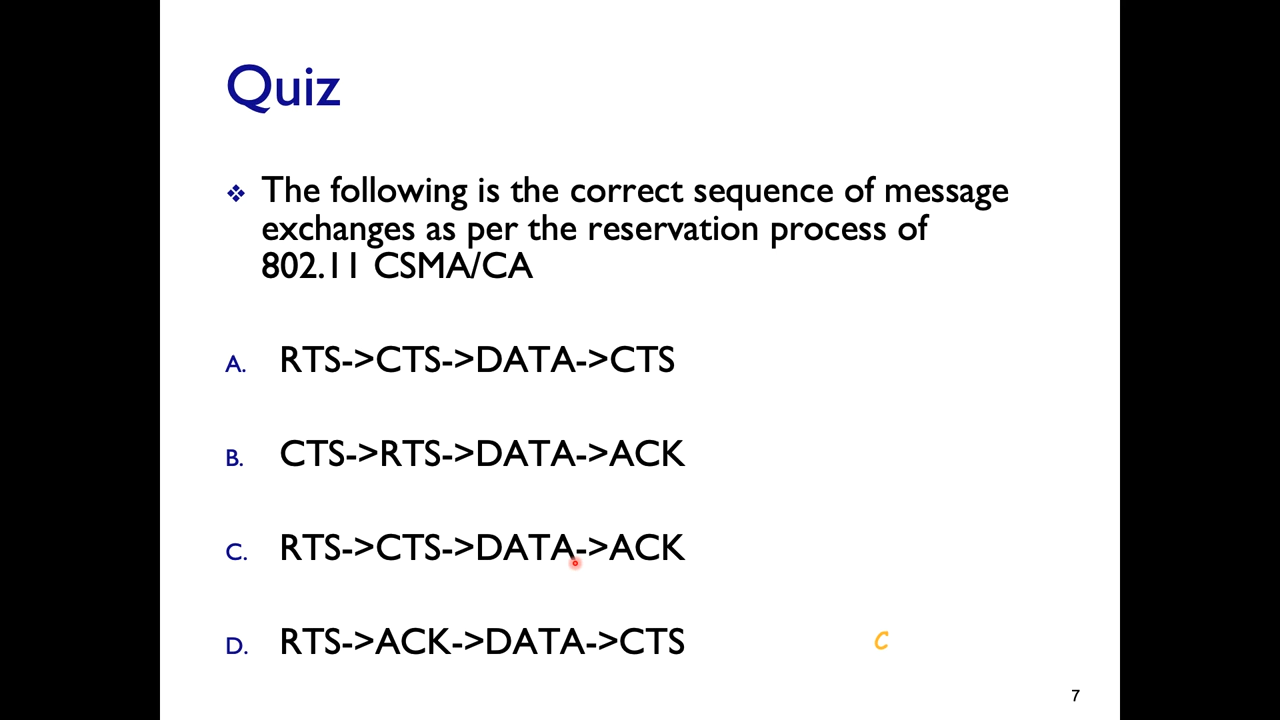 Quiz
❖ The following is the correct sequence of message
exchanges as per the reservation process of
802.11 CSMA/CA
A. RTS->CTS->DATA->CTS
B. CTS->RTS->DATA->ACK
C. RTS->CTS->DATA->ACK
D. RTS->ACK->DATA->CTS
C
7